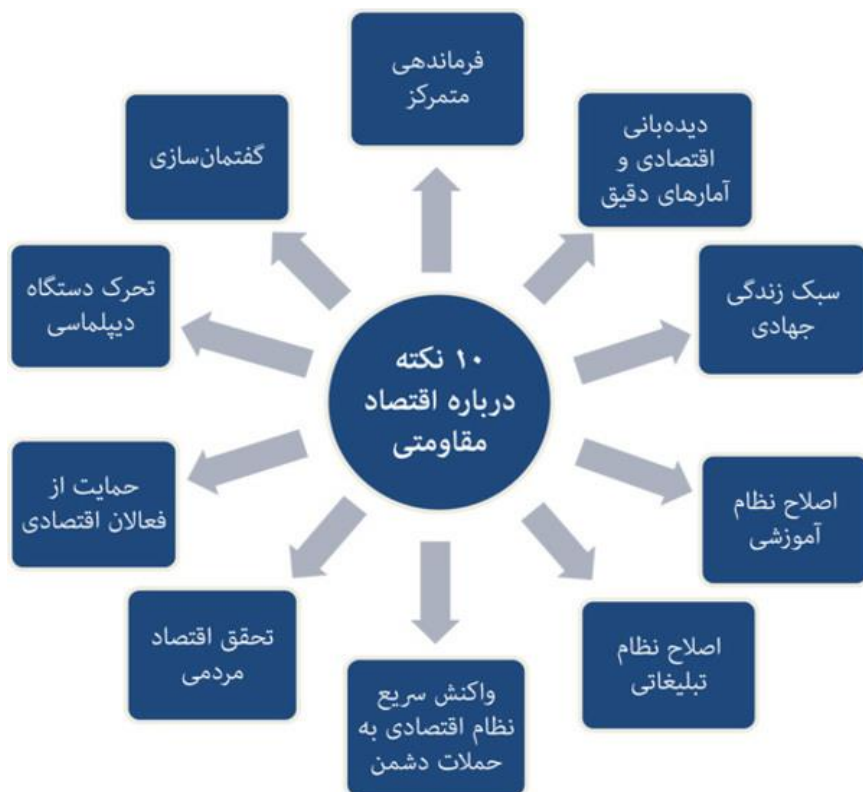 ۱۰ نکته
درباره اقتصاد
مقاومتی
فرماندهی
متمرکز
دیده‌بانی
اقتصادی و
آمارهای دقیق
سبک زندگی
جهادی
اصلاح نظام
آموزشی
اصلاح نظام
تبلیغاتی
واکنش سریع
نظام اقتصادی به
حملات دشمن
تحقق اقتصاد
مردمی
حمایت از
فعالان اقتصادی
تحرک دستگاه
دیپلماسی
گفتمان‌سازی